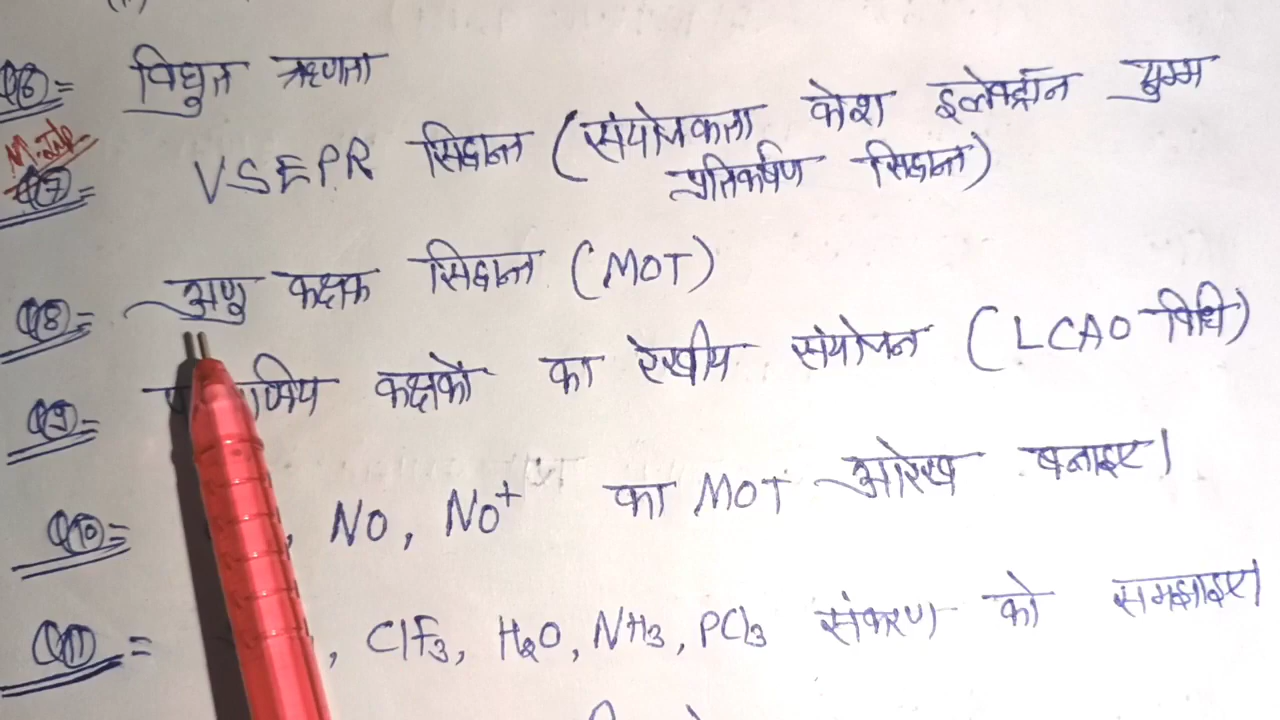 Q6= विधुत ऋणता
Q7= VSEPR सिद्धान्त (संयोजकता कोश इलेक्ट्रॉन युग्म
प्रतिकर्षण सिद्धान्त)
Q8= अणु कक्षक सिद्धान्त (MOT)
Q9= कक्षकों का रेखीय संयोजन (LCAO विधि)
Q10= , NO, NO+ का MOT आरेख बनाइए।
Q11= , ClF3, H2O, NH3, PCl3 संकरण को समझाइए।